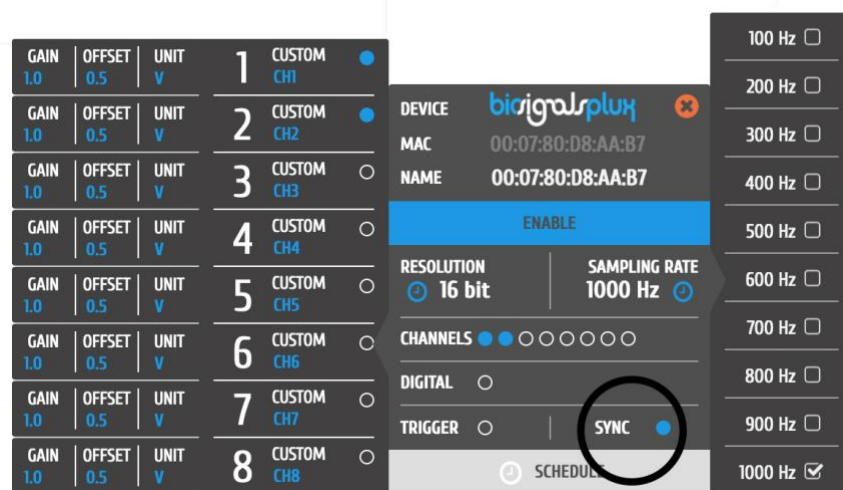 GAIN OFFSET UNIT 1 CUSTOM
1.0 0.5 V CH1
GAIN OFFSET UNIT 2 CUSTOM
1.0 0.5 V CH2
GAIN OFFSET UNIT 3 CUSTOM
1.0 0.5 V CH3
GAIN OFFSET UNIT 4 CUSTOM
1.0 0.5 V CH4
GAIN OFFSET UNIT 5 CUSTOM
1.0 0.5 V CH5
GAIN OFFSET UNIT 6 CUSTOM
1.0 0.5 V CH6
GAIN OFFSET UNIT 7 CUSTOM
1.0 0.5 V CH7
GAIN OFFSET UNIT 8 CUSTOM
1.0 0.5 V CH8
DEVICE biosignalsplux
MAC 00:07:80:D8:AA:B7
NAME 00:07:80:D8:AA:B7
ENABLE
RESOLUTION SAMPLING RATE
16 bit 1000 Hz
CHANNELS
DIGITAL
TRIGGER SYNC
SCHEDULE
100 Hz
200 Hz
300 Hz
400 Hz
500 Hz
600 Hz
700 Hz
800 Hz
900 Hz
1000 Hz